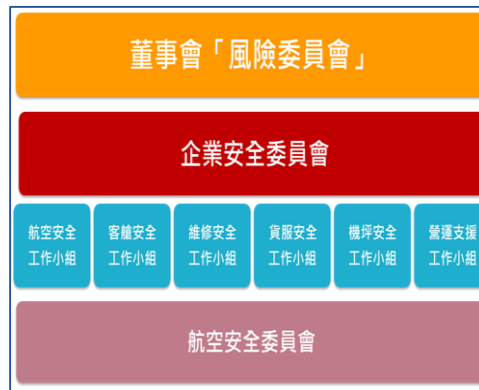 董事會「風險委員會」
企業安全委員會
航空安全
工作小組
客艙安全
工作小組
維修安全
工作小組
貨服安全
工作小組
機坪安全
工作小組
營運支援
工作小組
航空安全委員會